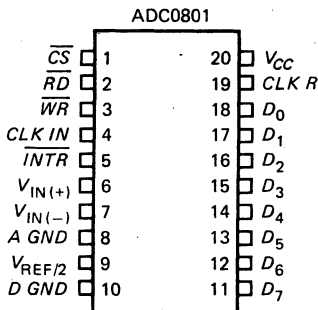 ADC0801
CS 1 20 VCC
RD 2 19 CLK R
WR 3 18 D0
CLK IN 4 17 D1
INTR 5 16 D2
VIN(+) 6 15 D3
VIN(−) 7 14 D4
A GND 8 13 D5
VREF/2 9 12 D6
D GND 10 11 D7